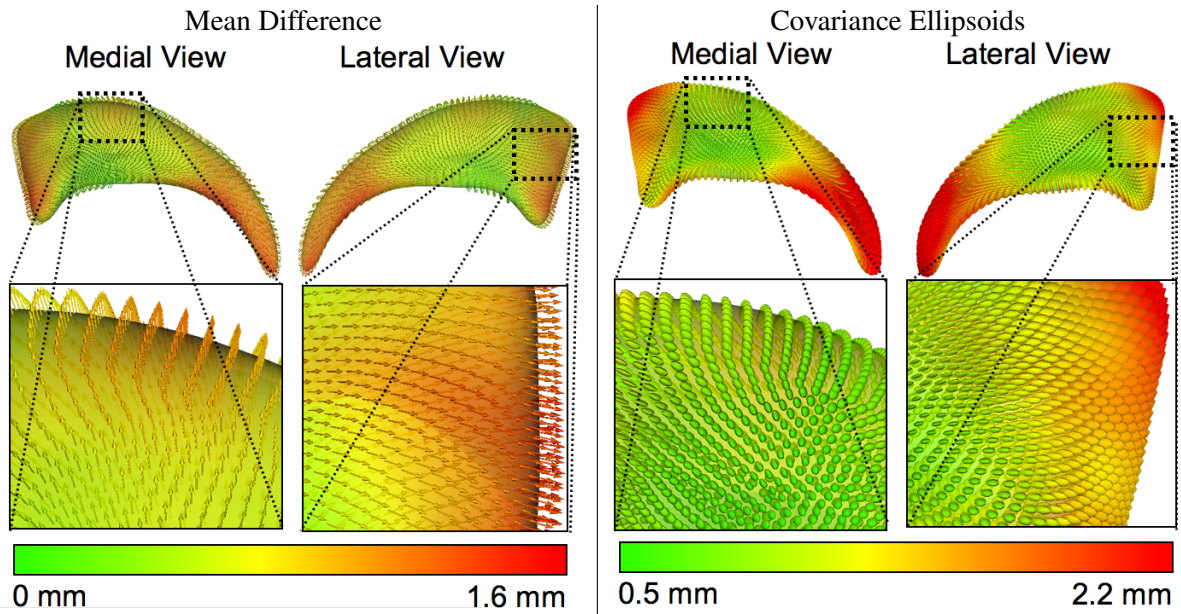 Mean Difference
Medial View
Lateral View
0 mm
1.6 mm
Covariance Ellipsoids
Medial View
Lateral View
0.5 mm
2.2 mm